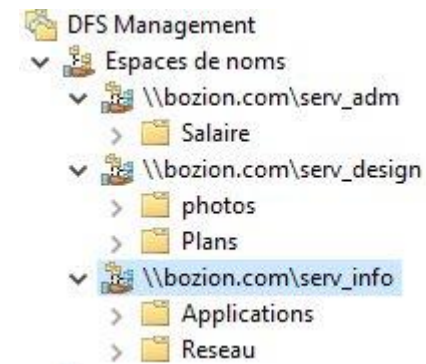 DFS Management
Espaces de noms
\\bozion.com\serv_adm
Salaire
\\bozion.com\serv_design
photos
Plans
\\bozion.com\serv_info
Applications
Reseau